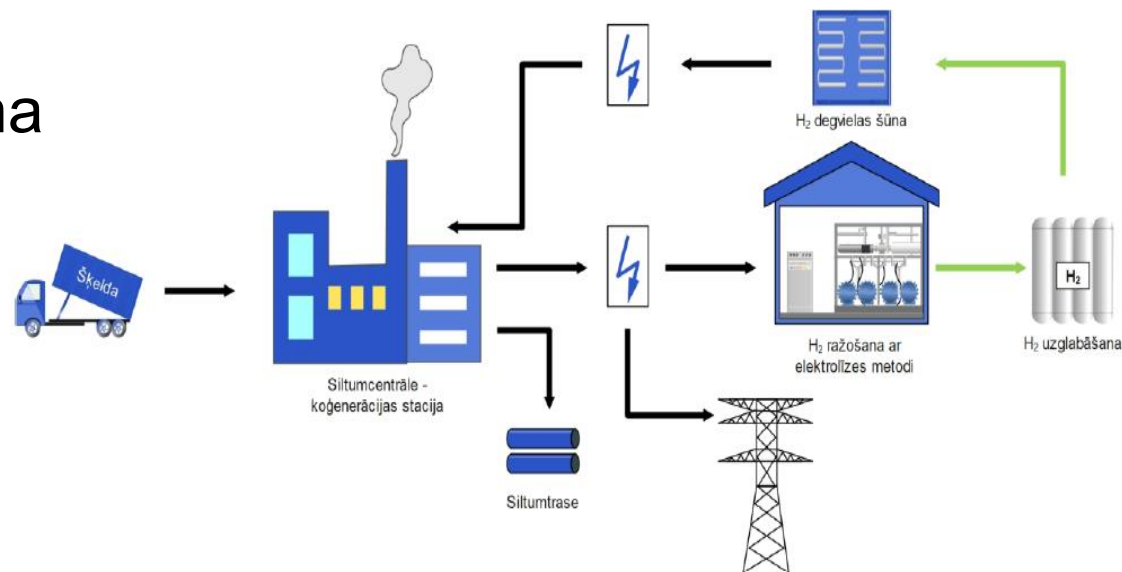 na
H₂ degvielas šūna
Šķelda
H₂
Siltumcentrāle -
koģenerācijas stacija
H₂ ražošana ar
elektrolīzes metodi
H₂ uzglabāšana
Siltumtrase